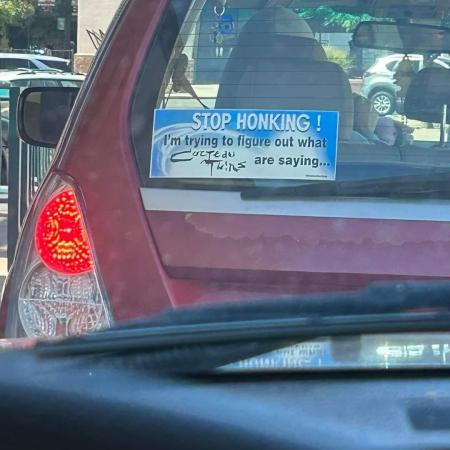 STOP HONKING !
I'm trying to figure out what
Cocteau Twins are saying...